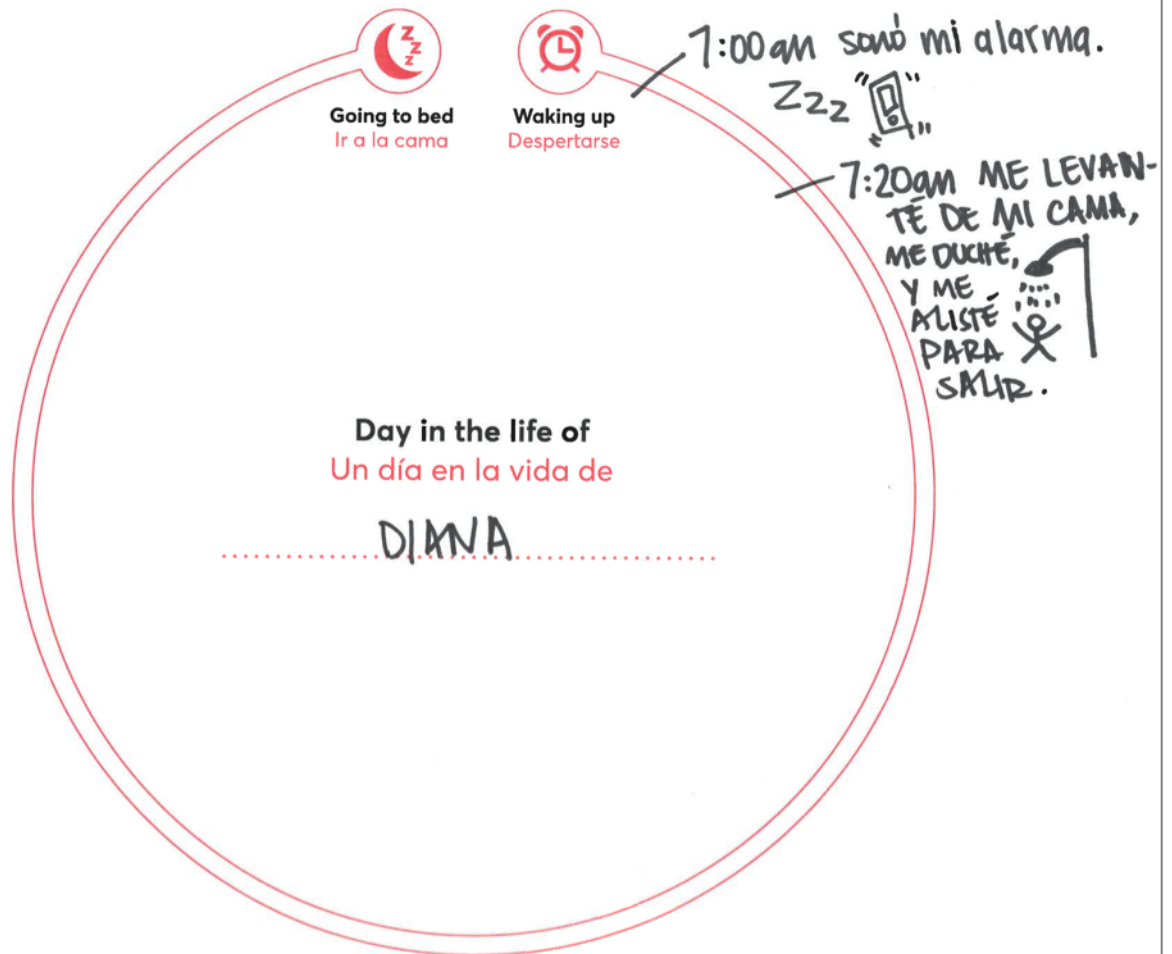 Going to bed
Ir a la cama
Waking up
Despertarse
7:00am sonó mi alarma.
Zzz
7:20am ME LEVAN-
TÉ DE MI CAMA,
ME DUCHÉ,
Y ME
ALISTÉ
PARA
SALIR.
Day in the life of
Un día en la vida de
DIANA